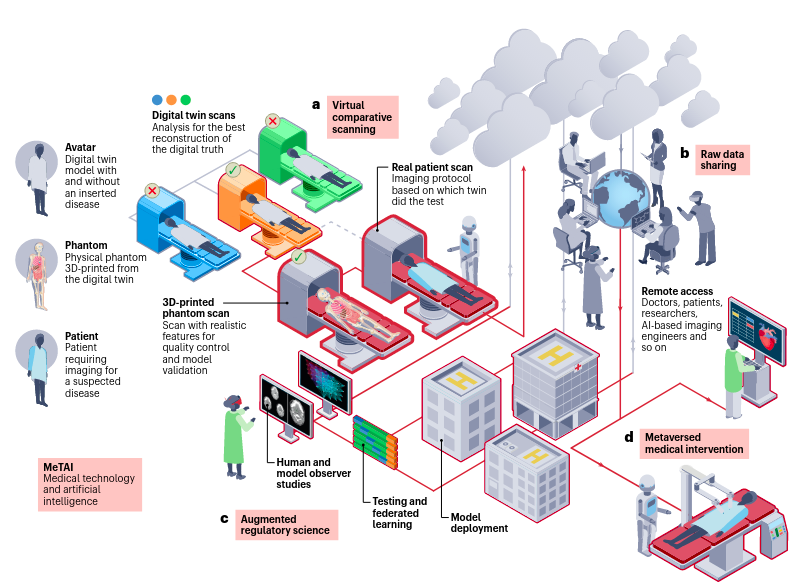 a
Virtual
comparative
scanning
Digital twin scans
Analysis for the best
reconstruction of
the digital truth
Avatar
Digital twin
model with
and without
an inserted
disease
Phantom
Physical phantom
3D-printed from
the digital twin
Patient
Patient
requiring
imaging for
a suspected
disease
Real patient scan
Imaging protocol
based on which twin
did the test
3D-printed
phantom scan
Scan with realistic
features for
quality control
and model
validation
b
Raw data
sharing
Remote access
Doctors, patients,
researchers,
AI-based imaging
engineers and
so on
H
H
H
MeTAI
Medical technology
and artificial
intelligence
Human and
model observer
studies
c
Augmented
regulatory science
Testing and
federated
learning
Model
deployment
d
Metaversed
medical intervention